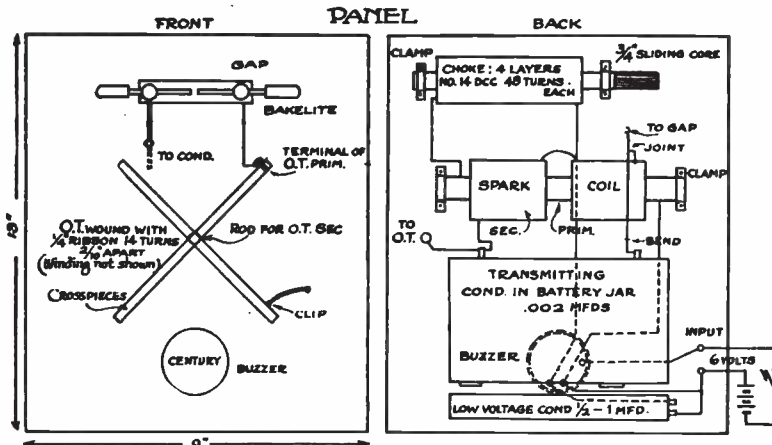 PANEL
FRONT
GAP
BAKELITE
TO COND.
TERMINAL OF
O.T. PRIM.
O.T. WOUND WITH
1/4" RIBBON 14 TURNS
2/10" APART
(Winding not shown)
ROD FOR O.T. SEC
CROSSPIECES
CLIP
CENTURY
BUZZER
18"
9"
BACK
CLAMP
3/4" SLIDING CORE
CHOKE: 4 LAYERS
NO. 14 DCC 48 TURNS.
EACH
TO GAP
JOINT
CLAMP
SPARK
COIL
SEC.
PRIM.
TO
O.T.
BEND
TRANSMITTING
COND. IN BATTERY JAR
.002 MFDS
BUZZER
INPUT
6 VOLTS
LOW VOLTAGE COND 1/2 - 1 MFD.